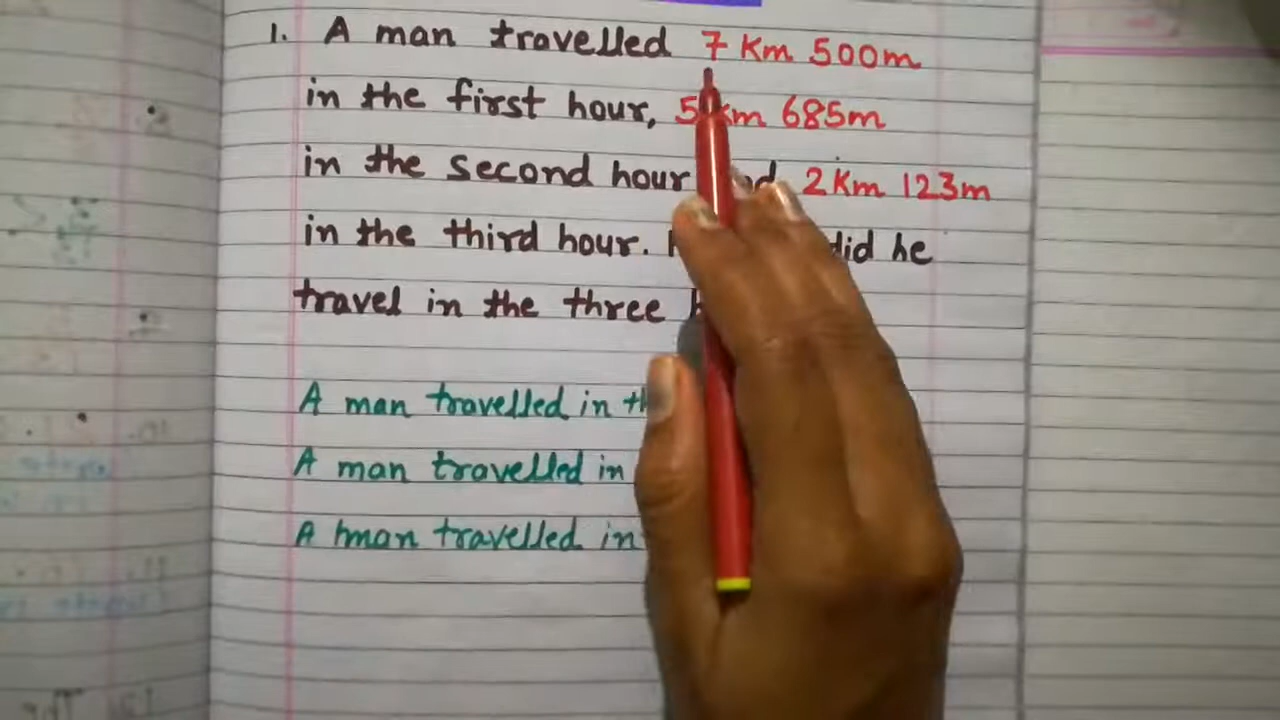 1. A man travelled 7 Km 500m
in the first hour, 5 km 685m
in the second hour 2 Km 123m
in the third hour. did he
travel in the three
A man travelled in
A man travelled in
A man travelled in